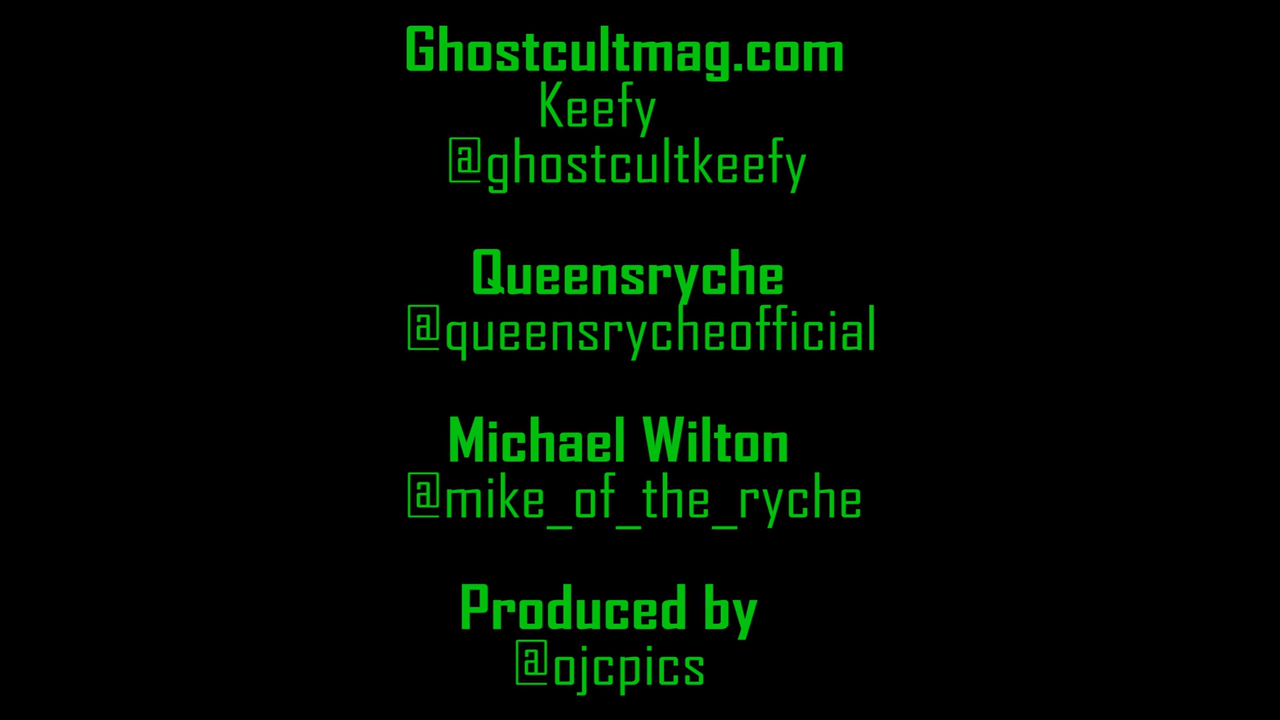 Ghostcultmag.com
Keefy
@ghostcultkeefy
Queensryche
@queensrycheofficial
Michael Wilton
@mike_of_the_ryche
Produced by
@ojcpics